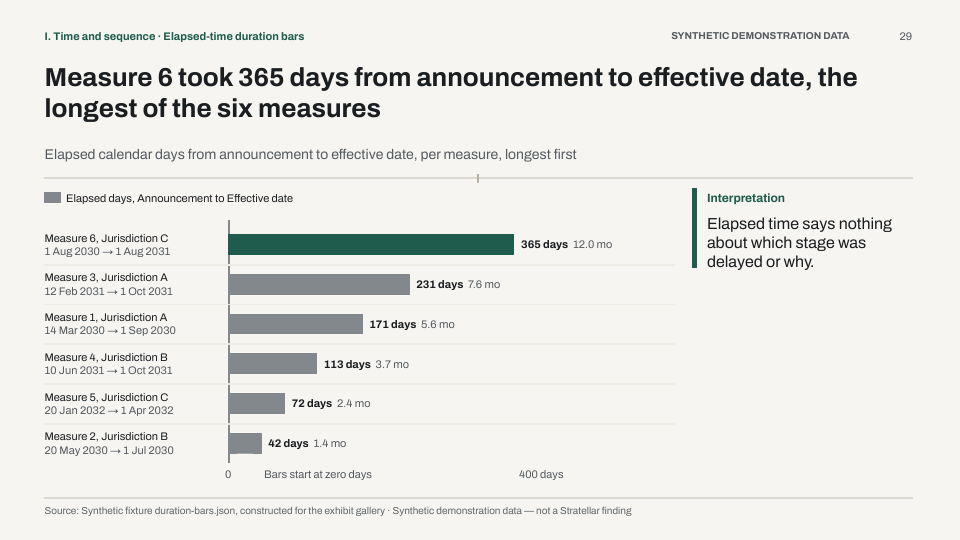 I. Time and sequence · Elapsed-time duration bars
SYNTHETIC DEMONSTRATION DATA
29
Measure 6 took 365 days from announcement to effective date, the
longest of the six measures
Elapsed calendar days from announcement to effective date, per measure, longest first
Elapsed days, Announcement to Effective date
Measure 6, Jurisdiction C
1 Aug 2030 → 1 Aug 2031
365 days 12.0 mo
Measure 3, Jurisdiction A
12 Feb 2031 → 1 Oct 2031
231 days 7.6 mo
Measure 1, Jurisdiction A
14 Mar 2030 → 1 Sep 2030
171 days 5.6 mo
Measure 4, Jurisdiction B
10 Jun 2031 → 1 Oct 2031
113 days 3.7 mo
Measure 5, Jurisdiction C
20 Jan 2032 → 1 Apr 2032
72 days 2.4 mo
Measure 2, Jurisdiction B
20 May 2030 → 1 Jul 2030
42 days 1.4 mo
0
Bars start at zero days
400 days
Interpretation
Elapsed time says nothing
about which stage was
delayed or why.
Source: Synthetic fixture duration-bars.json, constructed for the exhibit gallery · Synthetic demonstration data — not a Stratellar finding